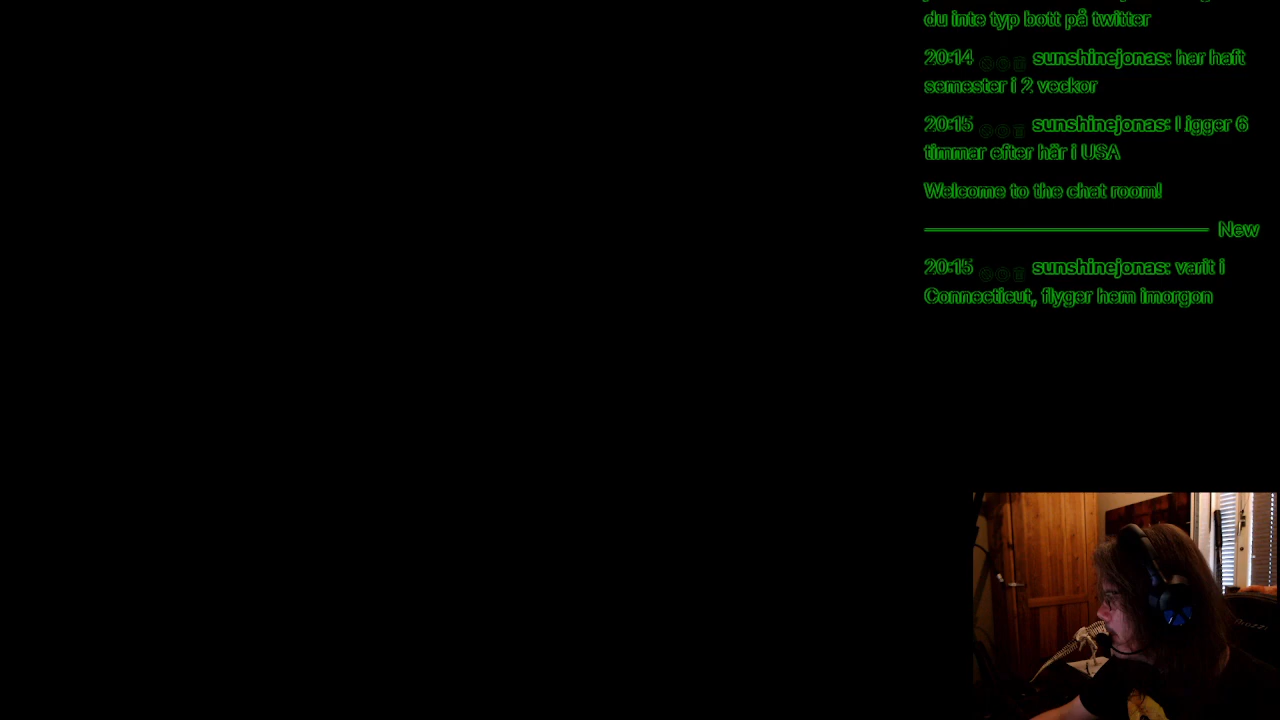 du inte typ bott på twitter
20:14 sunshinejonas: har haft
semester i 2 veckor
20:15 sunshinejonas: l igger 6
timmar efter här i USA
Welcome to the chat room!
New
20:15 sunshinejonas: varit i
Connecticut, flyger hem imorgon